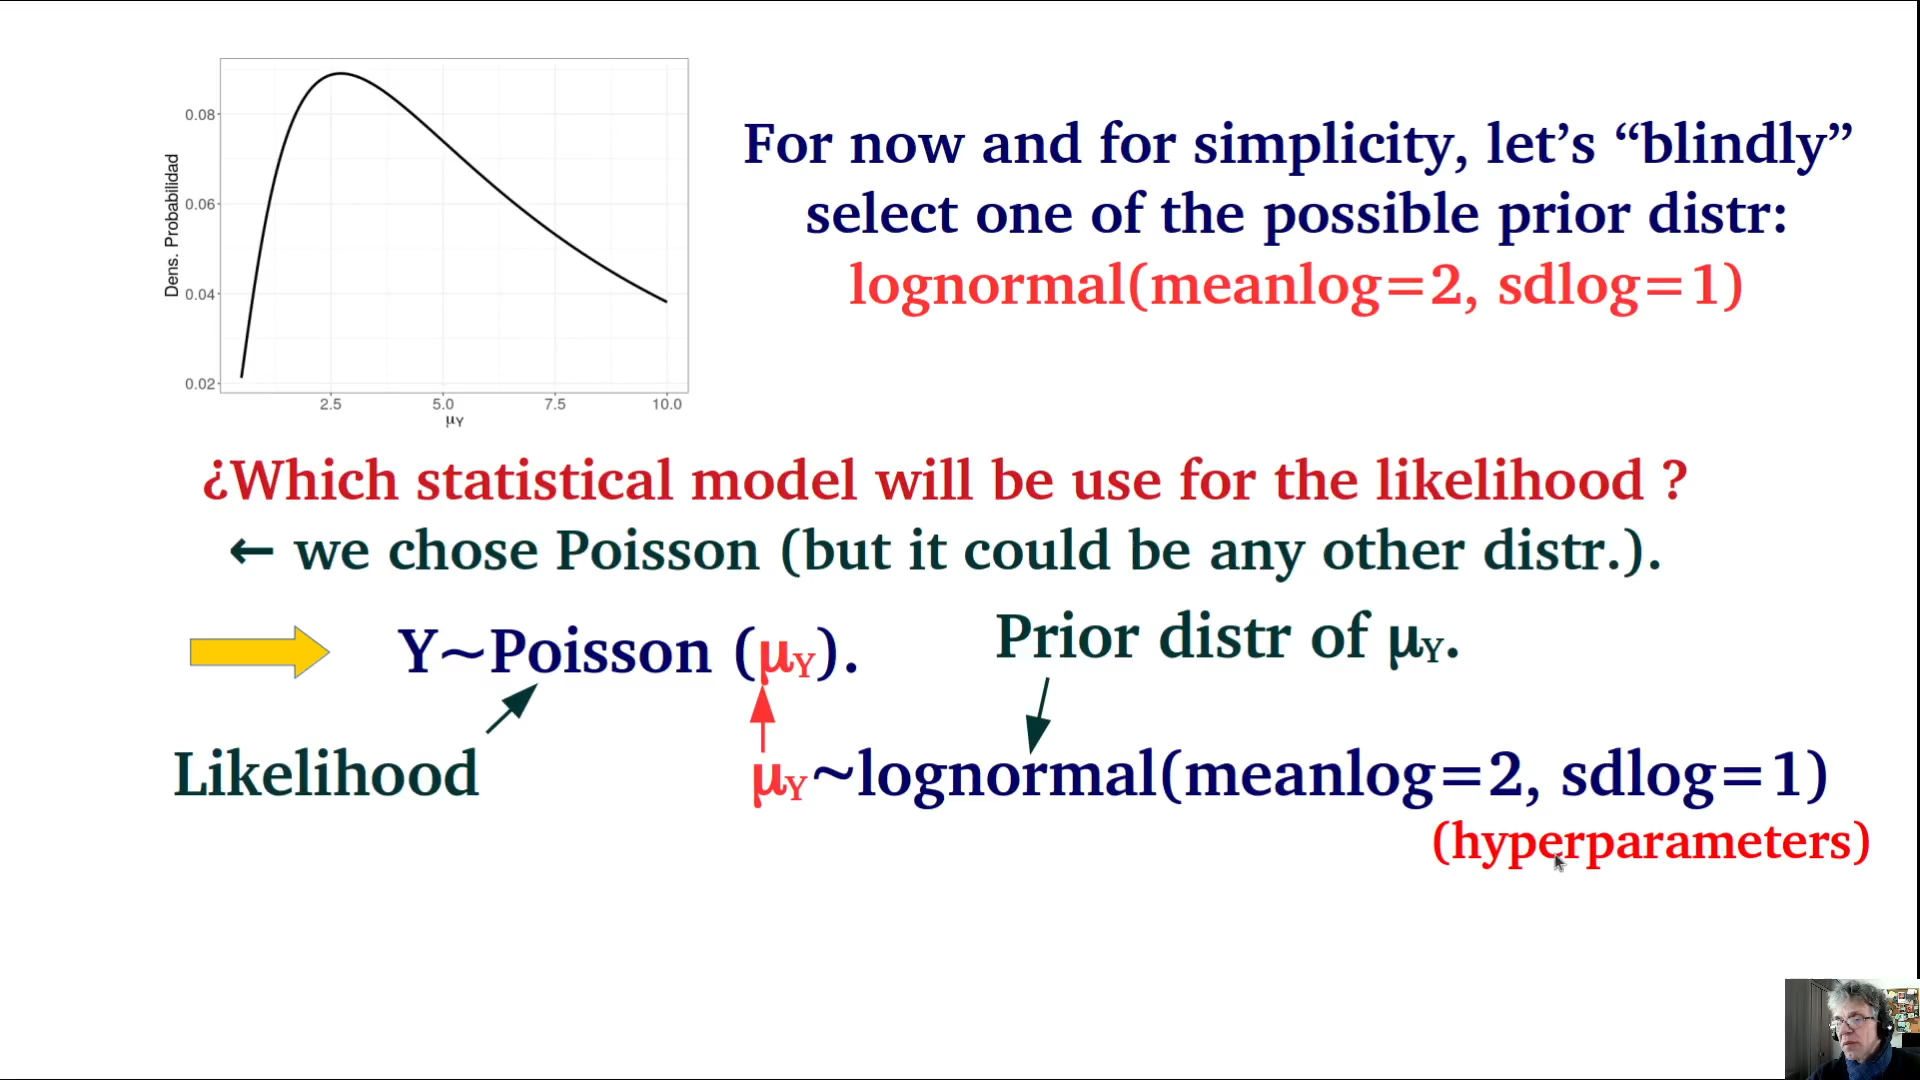 For now and for simplicity, let's “blindly”
select one of the possible prior distr:
lognormal(meanlog=2, sdlog=1)
Dens. Probabilidad
0.08
0.06
0.04
0.02
2.5 5.0 7.5 10.0
μY
¿Which statistical model will be use for the likelihood ?
← we chose Poisson (but it could be any other distr.).
Y~Poisson (μY).
Prior distr of μY.
Likelihood
μY~lognormal(meanlog=2, sdlog=1)
(hyperparameters)